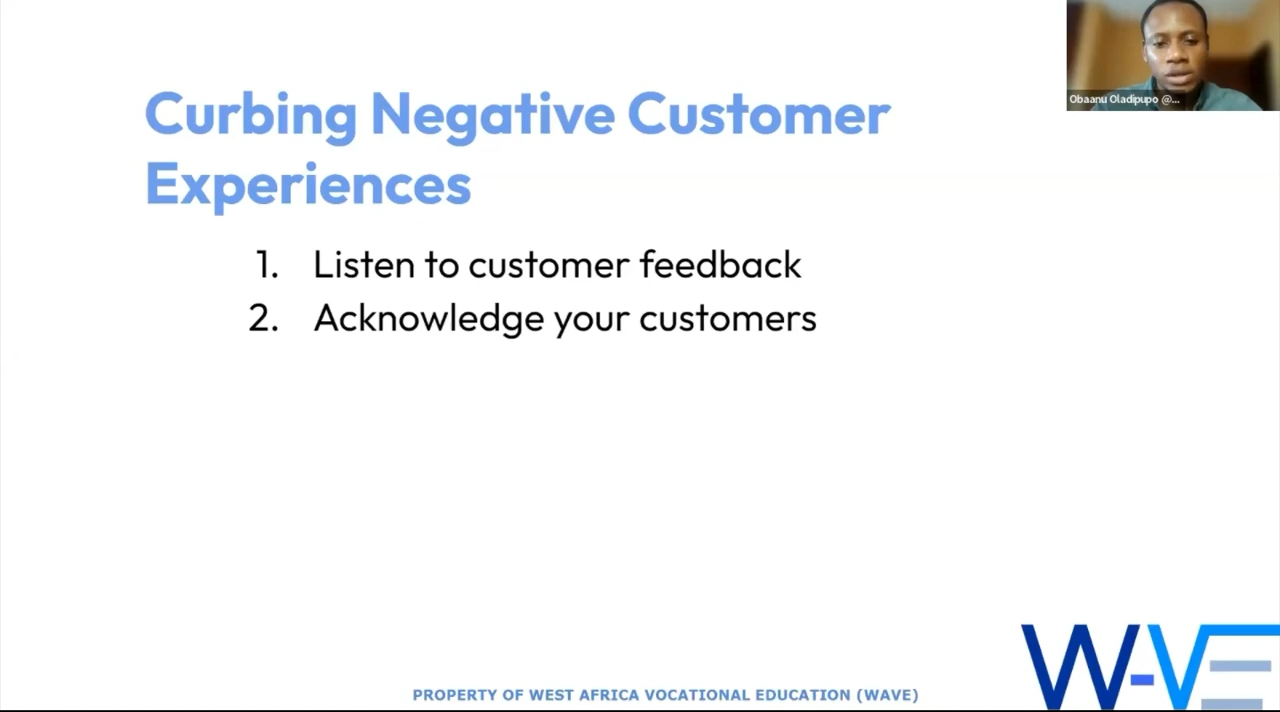 Obaanu Oladipupo @...
Curbing Negative Customer
Experiences
1. Listen to customer feedback
2. Acknowledge your customers
PROPERTY OF WEST AFRICA VOCATIONAL EDUCATION (WAVE)
W-VE